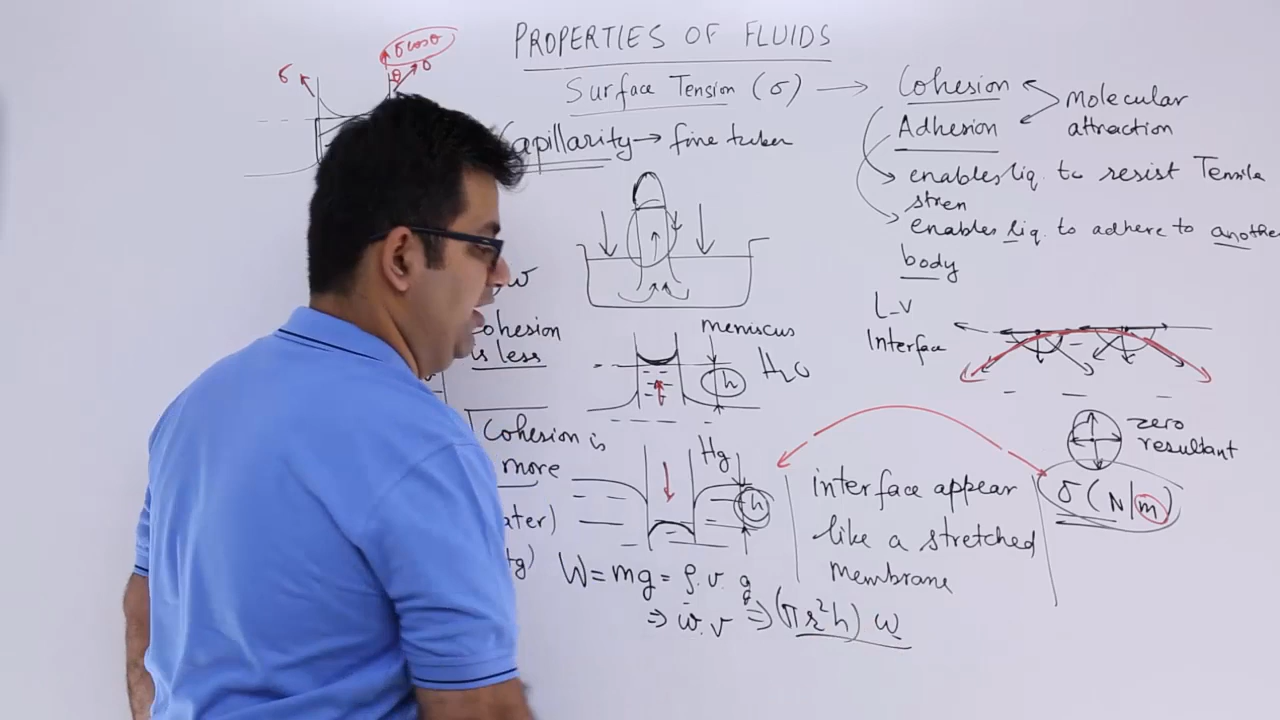 PROPERTIES OF FLUIDS
σ cos θ
σ
θ
σ
Surface Tension (σ) → Cohesion
Adhesion
Molecular
attraction
Capillarity → fine tubes
enables liq. to resist Tensile
stren
enables liq. to adhere to another
body
L-V
Interface
w
Cohesion
is less
meniscus
h
H2O
zero
resultant
Cohesion is
more
Hg
h
interface appear
like a stretched
membrane
σ (N/m)
W = mg = ρ.v.g
⇒ w.v ⇒ (πr²h) w